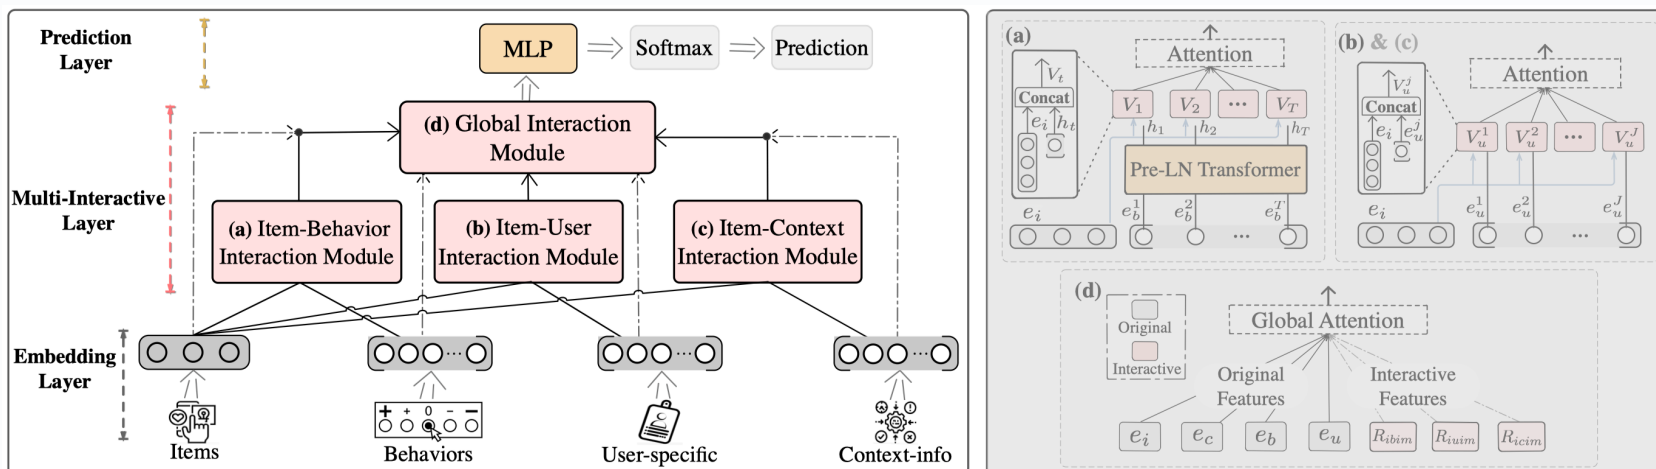 Prediction
Layer
MLP
Softmax
Prediction
Multi-Interactive
Layer
(d) Global Interaction
Module
(a) Item-Behavior
Interaction Module
(b) Item-User
Interaction Module
(c) Item-Context
Interaction Module
Embedding
Layer
Items
+ + 0 − −
Behaviors
User-specific
Context-info
(a)
Attention
V_t
Concat
e_i h_t
V_1 V_2 ··· V_T
h_1 h_2 h_T
Pre-LN Transformer
e_i e_b^1 e_b^2 e_b^T
...
(b) & (c)
Attention
V_u^j
Concat
e_i e_u^j
V_u^1 V_u^2 ··· V_u^J
e_i e_u^1 e_u^2 e_u^J
...
(d)
Original
Interactive
Global Attention
Original
Features
Interactive
Features
e_i e_c e_b e_u R_ibim R_iuim R_icim